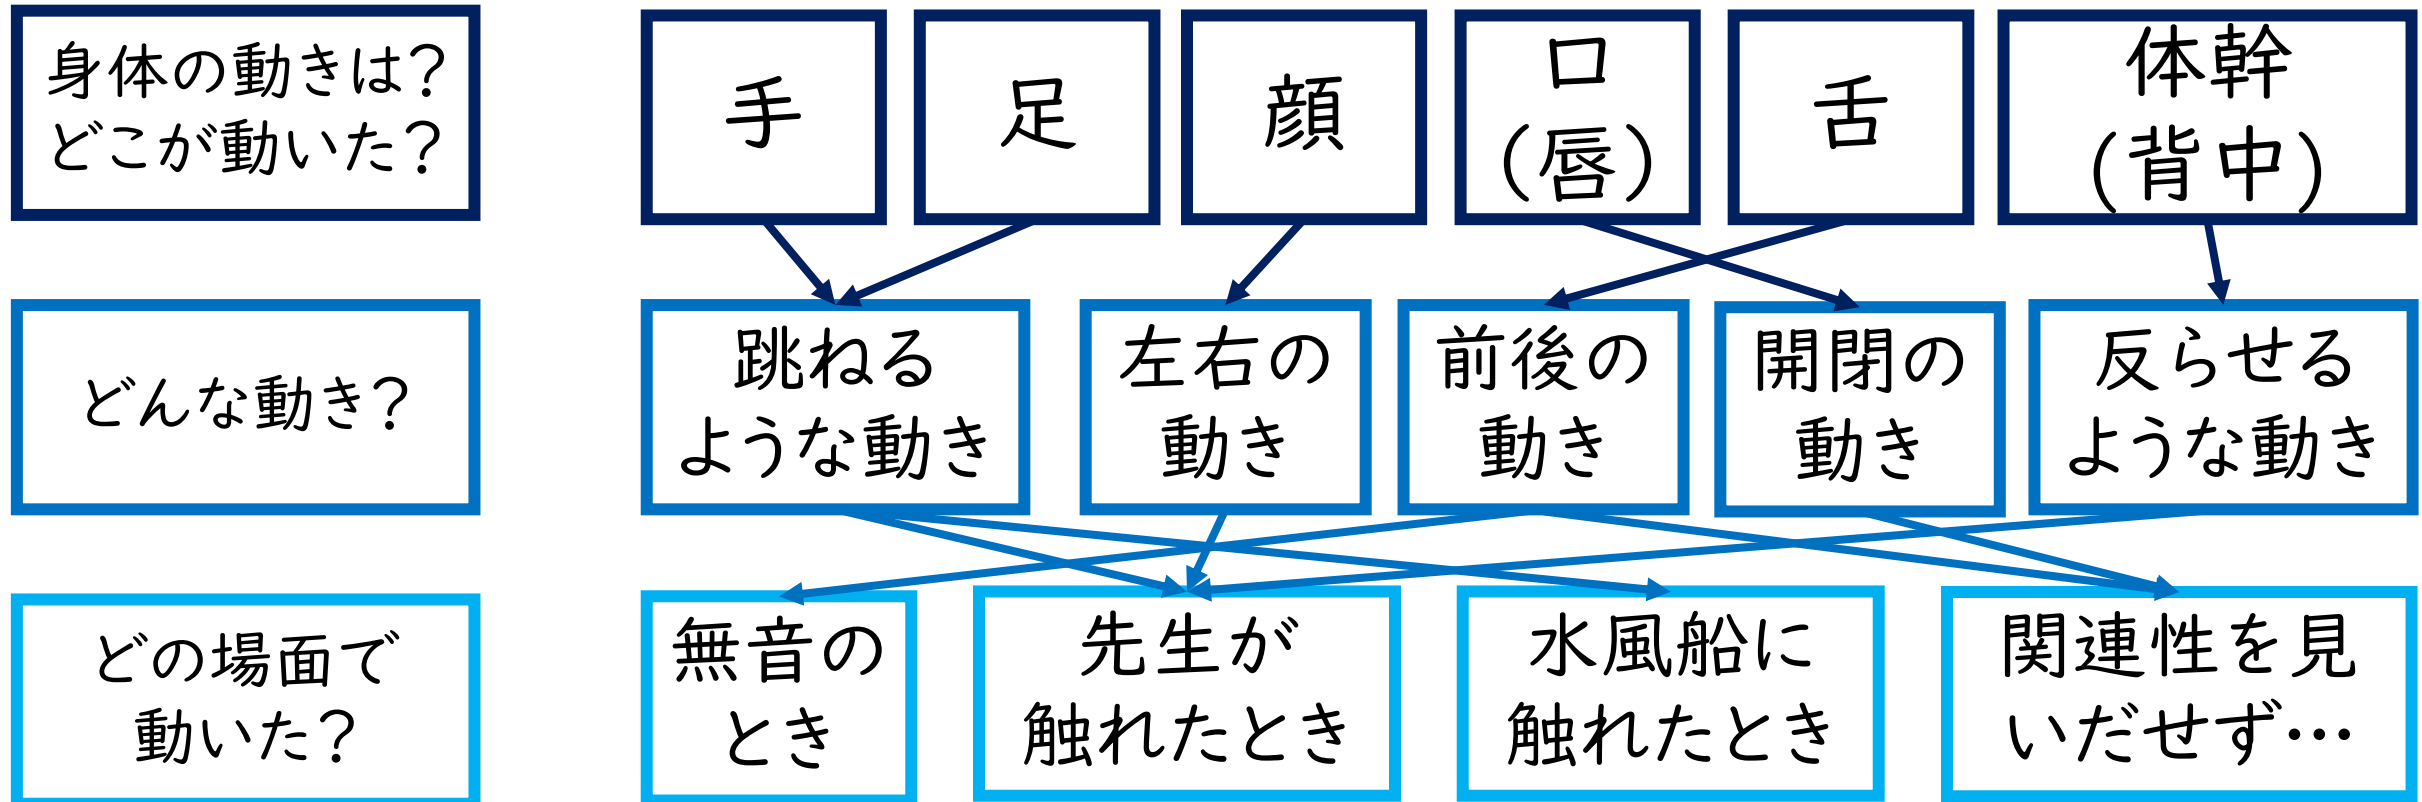 身体の動きは？
どこが動いた？
手
足
顔
口
（唇）
舌
体幹
(背中)
どんな動き？
跳ねる
ような動き
左右の
動き
前後の
動き
開閉の
動き
反らせる
ような動き
どの場面で
動いた？
無音の
とき
先生が
触れたとき
水風船に
触れたとき
関連性を見
いだせず…